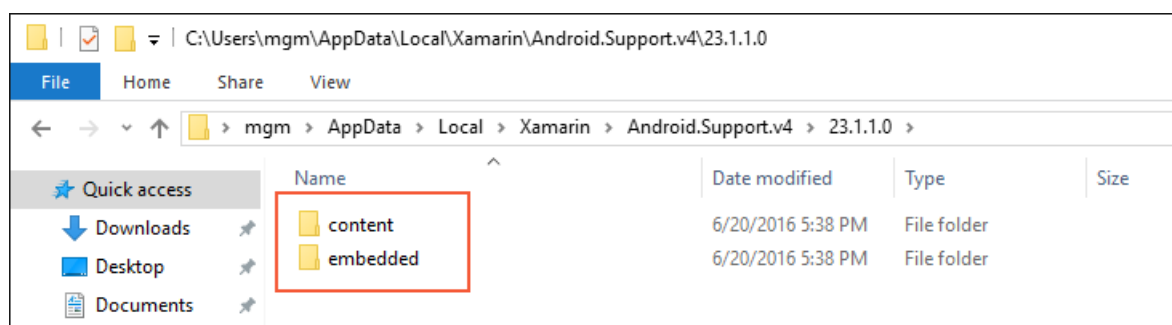 C:\Users\mgm\AppData\Local\Xamarin\Android.Support.v4\23.1.1.0
File Home Share View
mgm > AppData > Local > Xamarin > Android.Support.v4 > 23.1.1.0 >
Name Date modified Type Size
Quick access
Downloads
Desktop
Documents
content 6/20/2016 5:38 PM File folder
embedded 6/20/2016 5:38 PM File folder